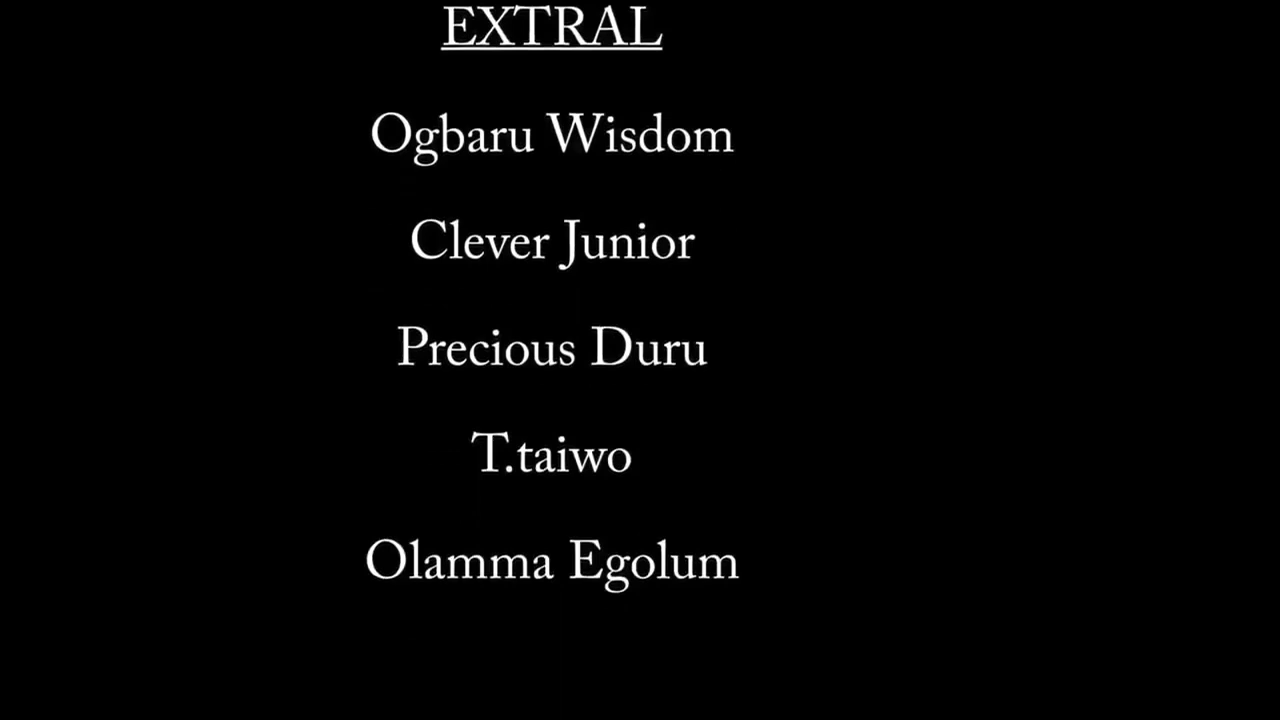 EXTRAL
Ogbaru Wisdom
Clever Junior
Precious Duru
T.taiwo
Olamma Egolum